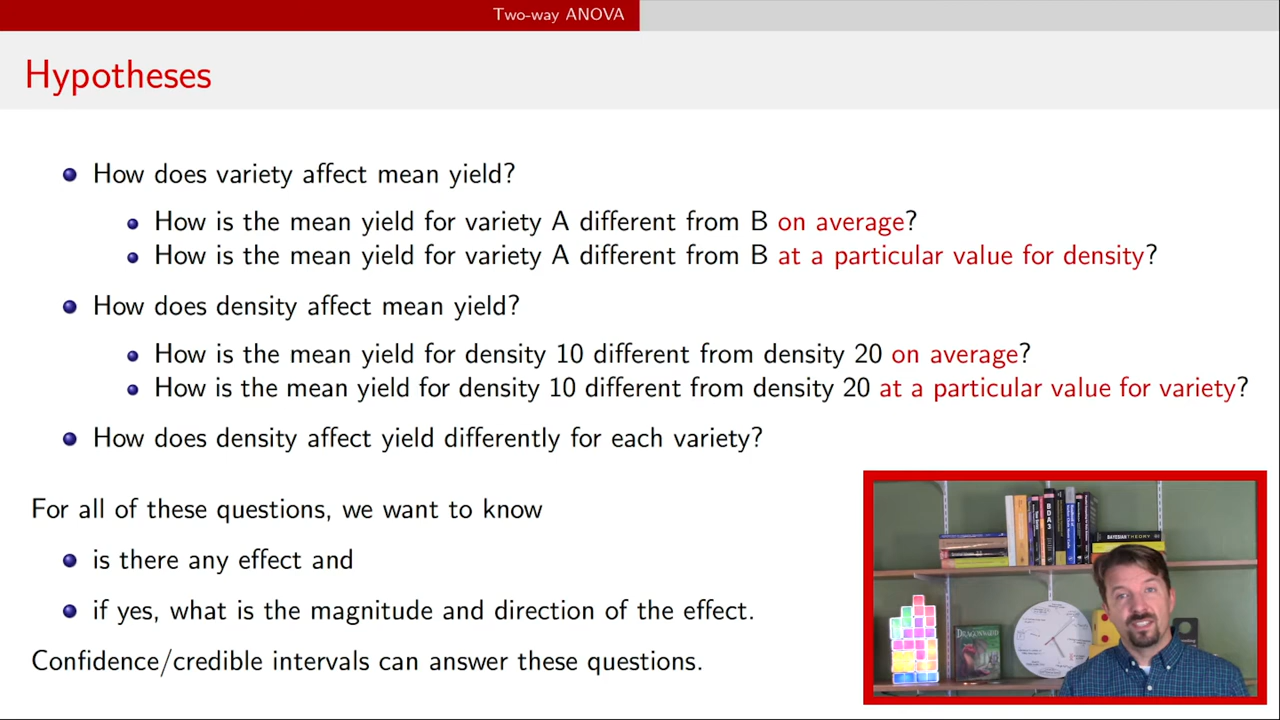 Two-way ANOVA
Hypotheses
How does variety affect mean yield?
How is the mean yield for variety A different from B on average?
How is the mean yield for variety A different from B at a particular value for density?
How does density affect mean yield?
How is the mean yield for density 10 different from density 20 on average?
How is the mean yield for density 10 different from density 20 at a particular value for variety?
How does density affect yield differently for each variety?
For all of these questions, we want to know
is there any effect and
if yes, what is the magnitude and direction of the effect.
Confidence/credible intervals can answer these questions.
BDA3
BAYESIAN THEORY
DRAGONWOOD